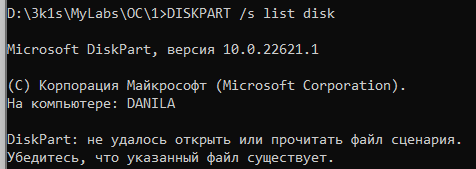 D:\3k1s\MyLabs\OC\1>DISKPART /s list disk
Microsoft DiskPart, версия 10.0.22621.1
(C) Корпорация Майкрософт (Microsoft Corporation).
На компьютере: DANILA
DiskPart: не удалось открыть или прочитать файл сценария.
Убедитесь, что указанный файл существует.